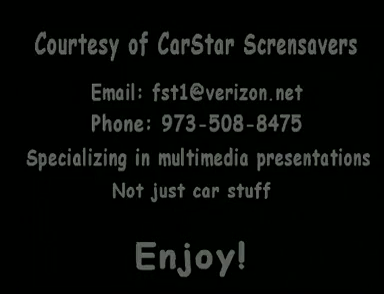 Courtesy of CarStar Scrensavers
Email: fst1@verizon.net
Phone: 973-508-8475
Specializing in multimedia presentations
Not just car stuff
Enjoy!